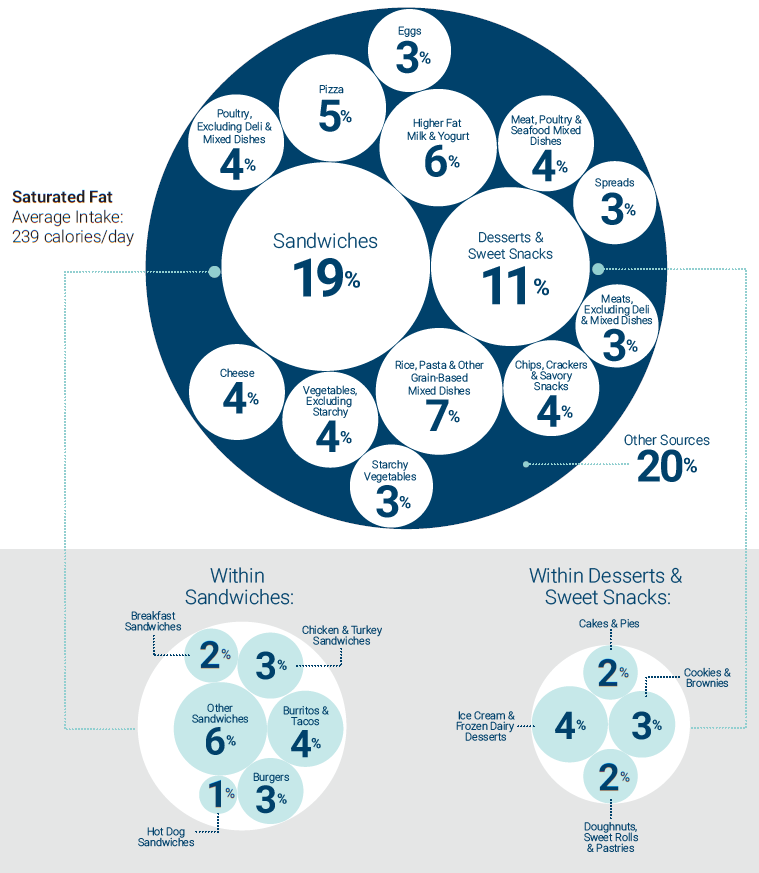 Eggs
3%
Pizza
5%
Poultry,
Excluding Deli &
Mixed Dishes
4%
Higher Fat
Milk & Yogurt
6%
Meat, Poultry &
Seafood Mixed
Dishes
4%
Spreads
3%
Saturated Fat
Average Intake:
239 calories/day
Sandwiches
19%
Desserts &
Sweet Snacks
11%
Meats,
Excluding Deli
& Mixed Dishes
3%
Cheese
4%
Vegetables,
Excluding
Starchy
4%
Rice, Pasta & Other
Grain-Based
Mixed Dishes
7%
Chips, Crackers
& Savory
Snacks
4%
Starchy
Vegetables
3%
Other Sources
20%
Within
Sandwiches:
Breakfast
Sandwiches
2%
Chicken & Turkey
Sandwiches
3%
Other
Sandwiches
6%
Burritos &
Tacos
4%
Burgers
3%
1%
Hot Dog
Sandwiches
Within Desserts &
Sweet Snacks:
Cakes & Pies
2%
Cookies &
Brownies
3%
Ice Cream &
Frozen Dairy
Desserts
4%
2%
Doughnuts,
Sweet Rolls
& Pastries